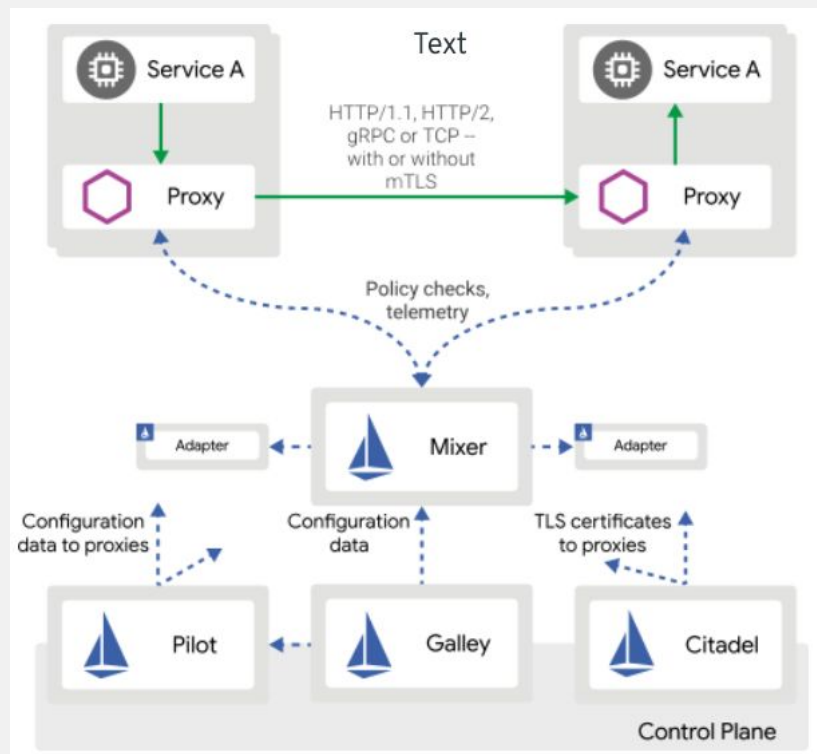 Text
Service A
Service A
HTTP/1.1, HTTP/2,
gRPC or TCP --
with or without
mTLS
Proxy
Proxy
Policy checks,
telemetry
Mixer
Adapter
Adapter
Configuration
data to proxies
Configuration
data
TLS certificates
to proxies
Pilot
Galley
Citadel
Control Plane